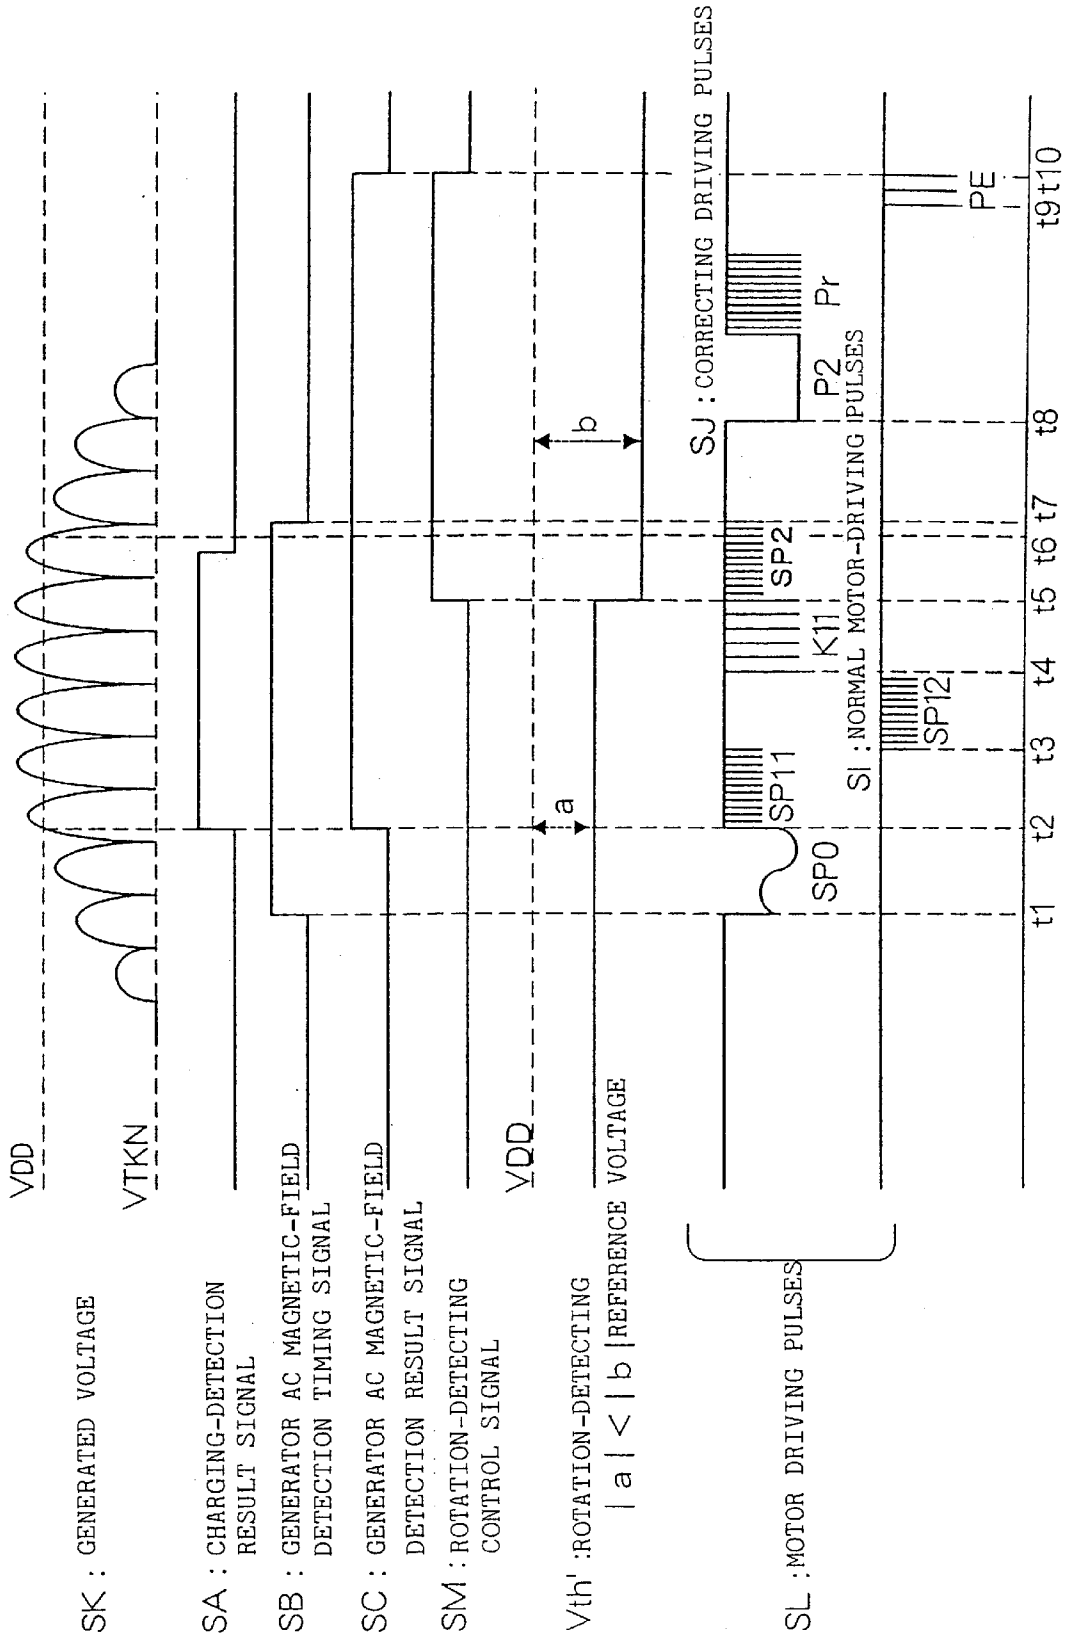 VDD
SK : GENERATED VOLTAGE
VTKN
SA : CHARGING-DETECTION
RESULT SIGNAL
SB : GENERATOR AC MAGNETIC-FIELD
DETECTION TIMING SIGNAL
SC : GENERATOR AC MAGNETIC-FIELD
DETECTION RESULT SIGNAL
SM : ROTATION-DETECTING
CONTROL SIGNAL
VDD
a
b
Vth' : ROTATION-DETECTING
|a| < |b| REFERENCE VOLTAGE
SJ : CORRECTING DRIVING PULSES
SP0
SP11
K11
SP2
P2
Pr
SL : MOTOR DRIVING PULSES
SI : NORMAL MOTOR-DRIVING PULSES
SP12
PE
t1 t2 t3 t4 t5 t6 t7 t8 t9 t10